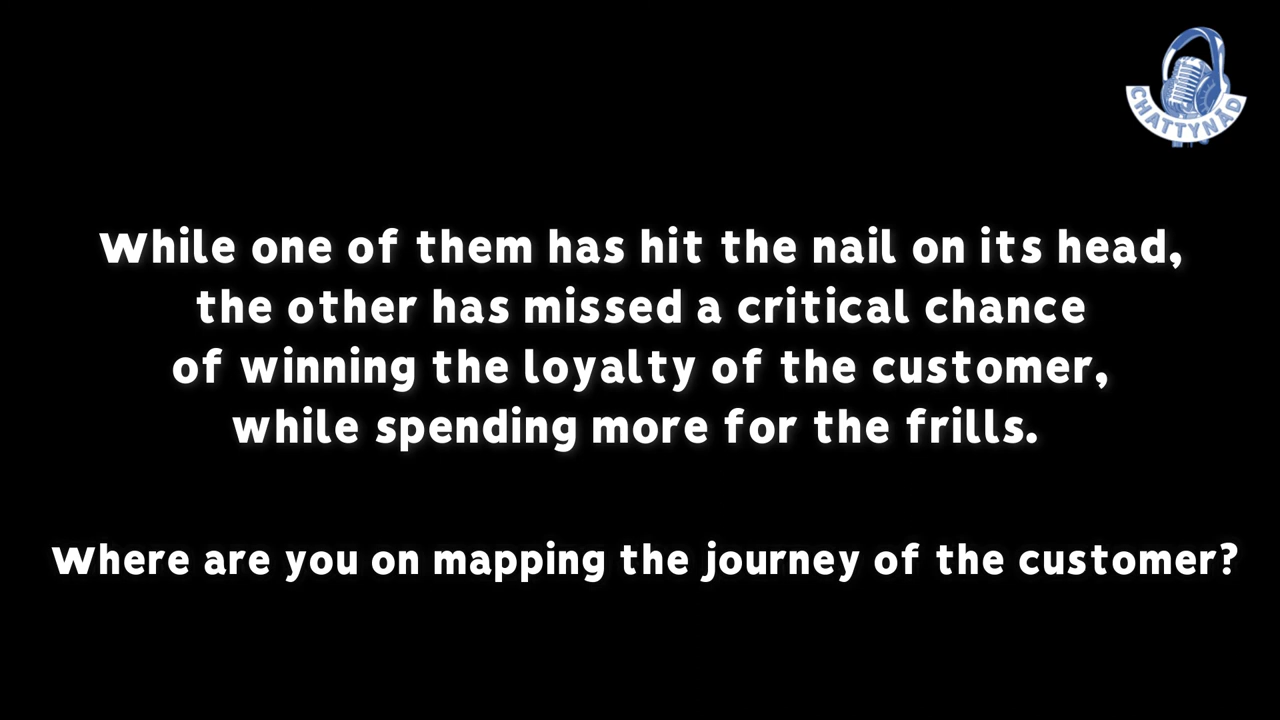 CHATTYNĀD
While one of them has hit the nail on its head,
the other has missed a critical chance
of winning the loyalty of the customer,
while spending more for the frills.
Where are you on mapping the journey of the customer?